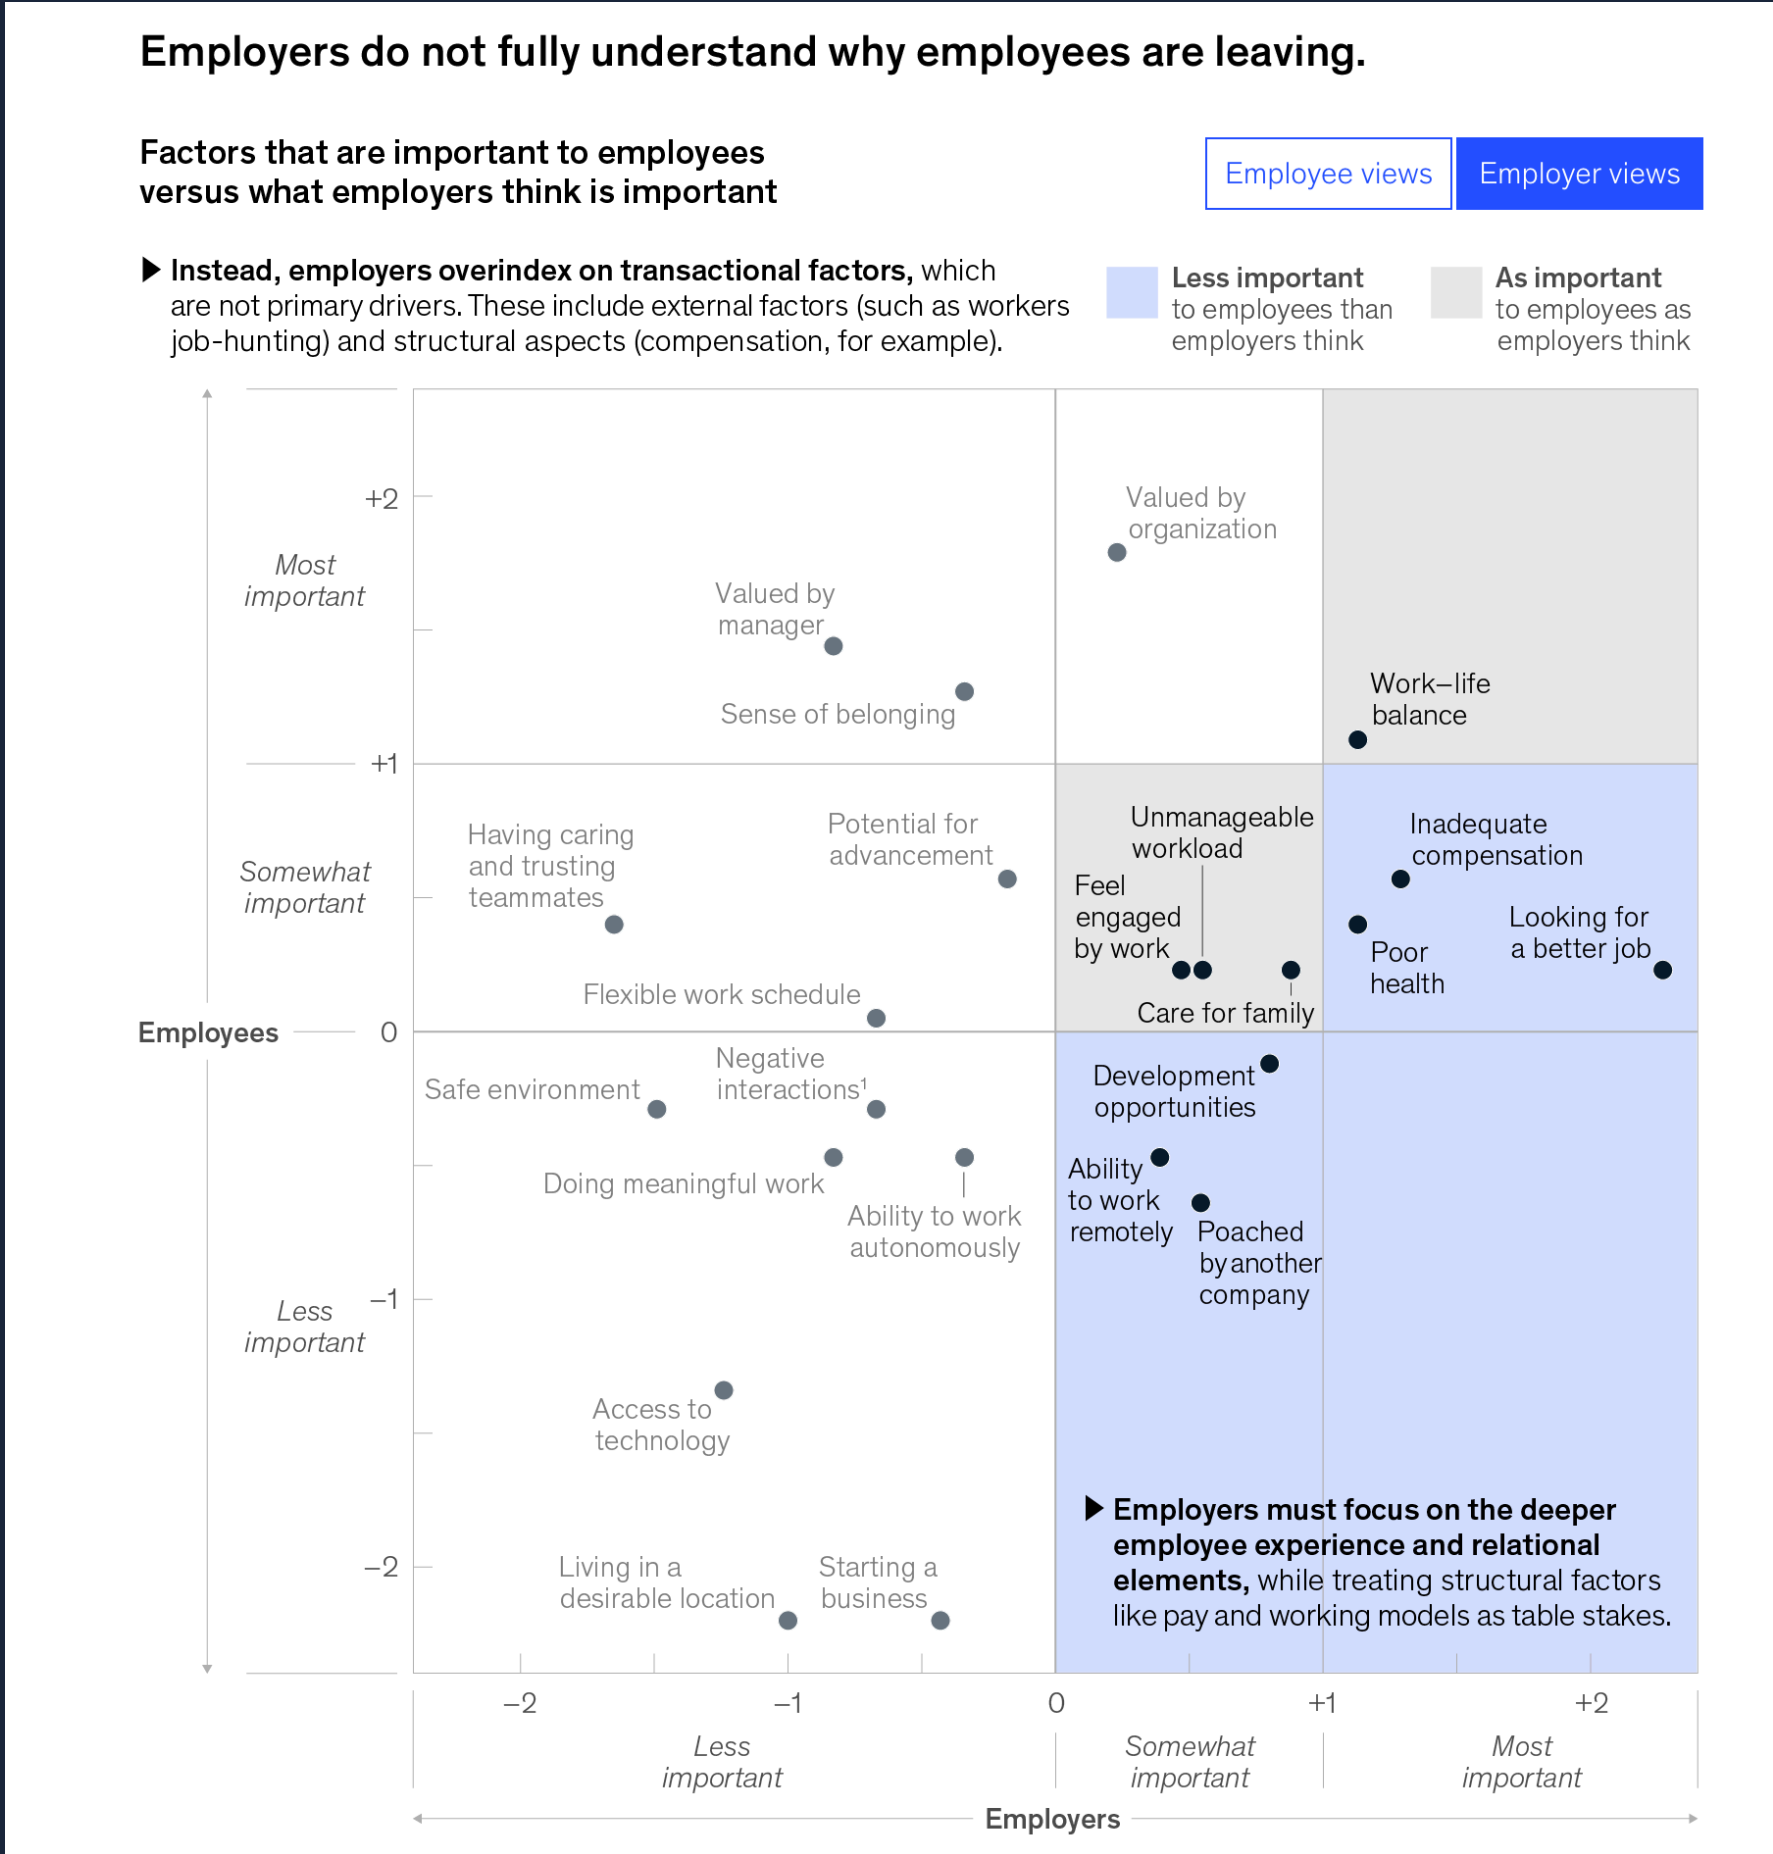 Employers do not fully understand why employees are leaving.
Factors that are important to employees
versus what employers think is important
Employee views
Employer views
▶ Instead, employers overindex on transactional factors, which
are not primary drivers. These include external factors (such as workers
job-hunting) and structural aspects (compensation, for example).
Less important
to employees than
employers think
As important
to employees as
employers think
+2
Most
important
+1
Somewhat
important
Employees
0
−1
Less
important
−2
Valued by
organization
Valued by
manager
Sense of belonging
Work–life
balance
Having caring
and trusting
teammates
Potential for
advancement
Unmanageable
workload
Feel
engaged
by work
Care for family
Inadequate
compensation
Looking for
a better job
Poor
health
Flexible work schedule
Safe environment
Negative
interactions¹
Doing meaningful work
Ability to work
autonomously
Development
opportunities
Ability
to work
remotely
Poached
by another
company
Access to
technology
Living in a
desirable location
Starting a
business
▶ Employers must focus on the deeper
employee experience and relational
elements, while treating structural factors
like pay and working models as table stakes.
−2
−1
0
+1
+2
Less
important
Somewhat
important
Most
important
Employers